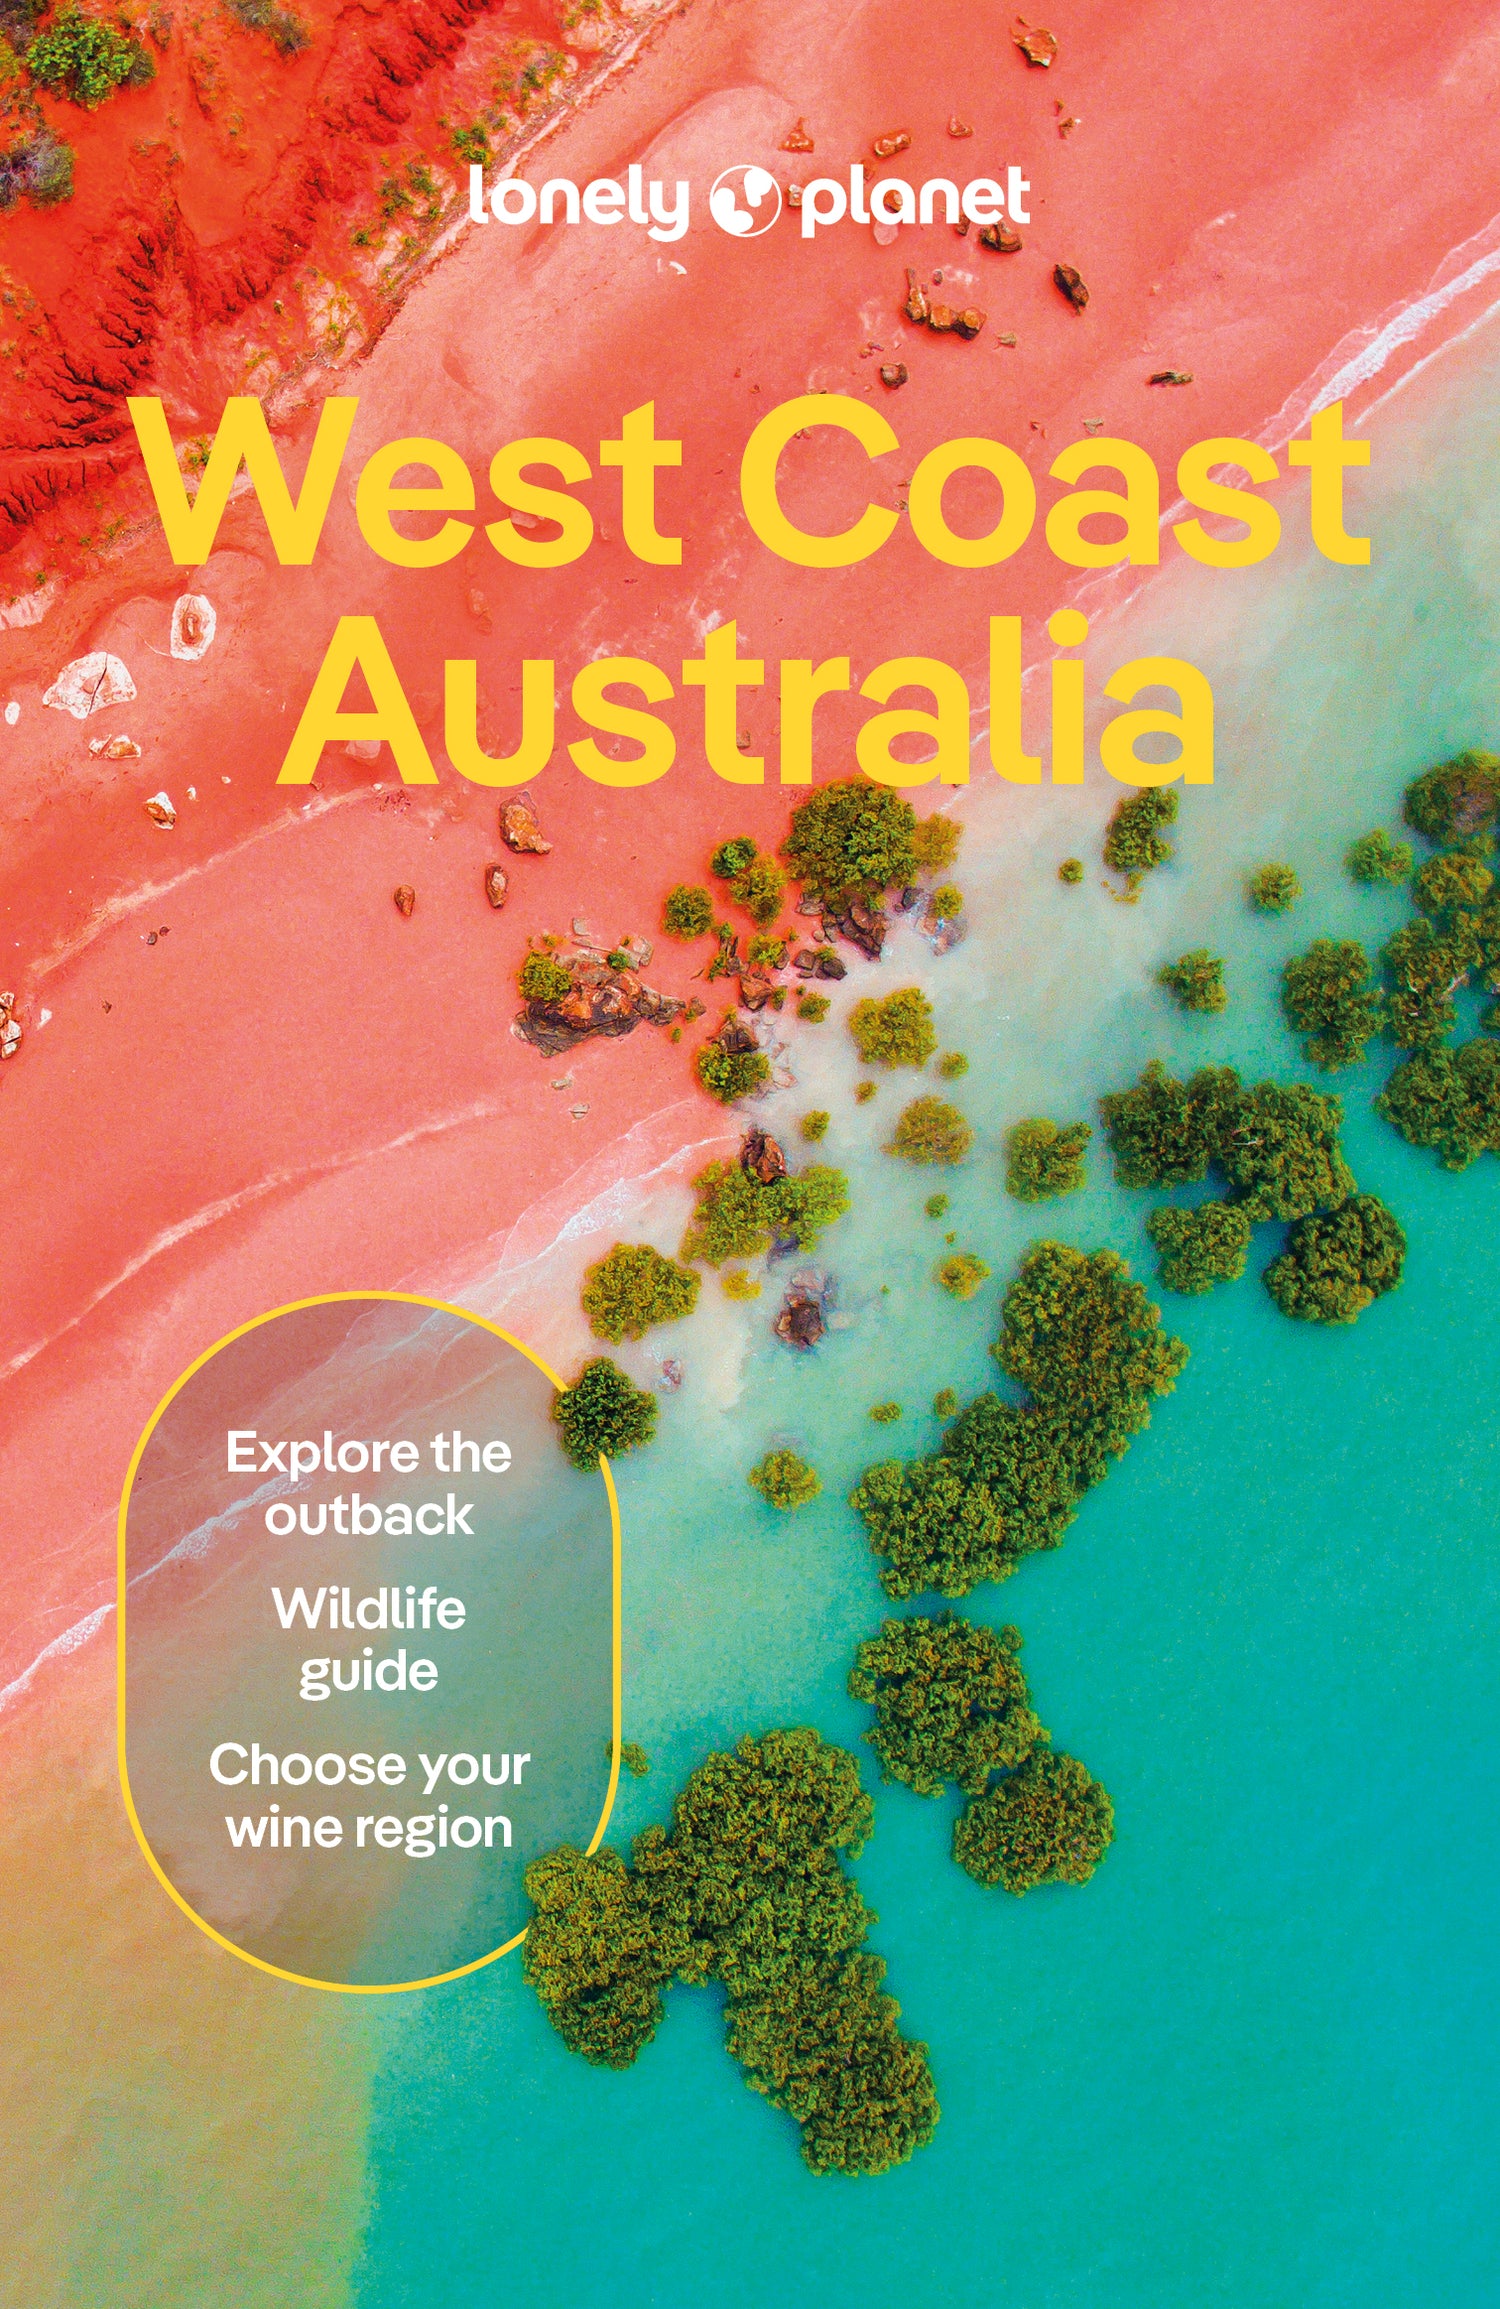 lonely planet
West Coast
Australia
Explore the
outback
Wildlife
guide
Choose your
wine region